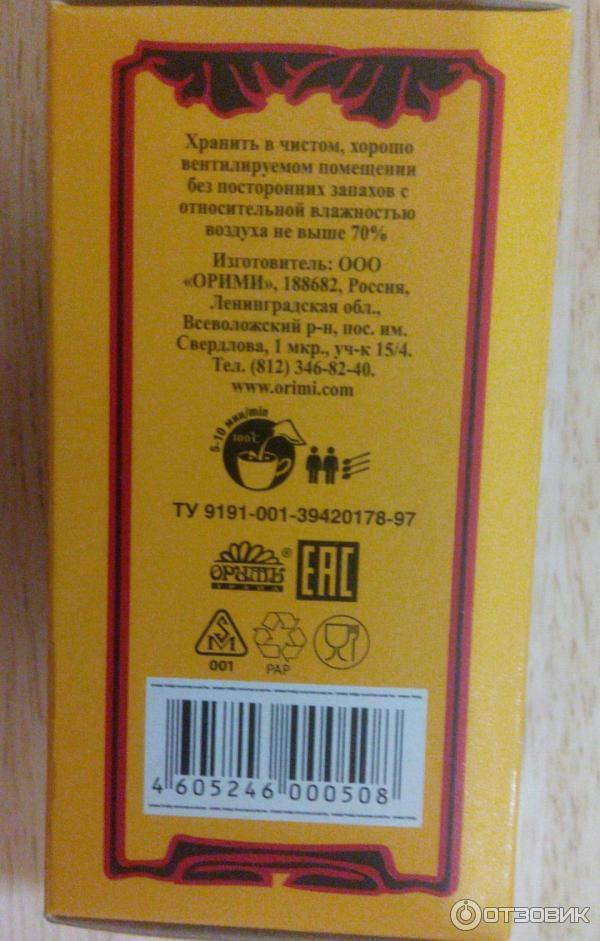 Хранить в чистом, хорошо
вентилируемом помещении
без посторонних запахов с
относительной влажностью
воздуха не выше 70%
Изготовитель: ООО
«ОРИМИ», 188682, Россия,
Ленинградская обл.,
Всеволожский р-н, пос. им.
Свердлова, 1 мкр., уч-к 15/4.
Тел. (812) 346-82-40.
www.orimi.com
5-10 мин/min
100°C
ТУ 9191-001-39420178-97
ОРИМИ® ЕАС
ТРЭЙД
001
PAP
4 605246 000508
ОТЗОВИК